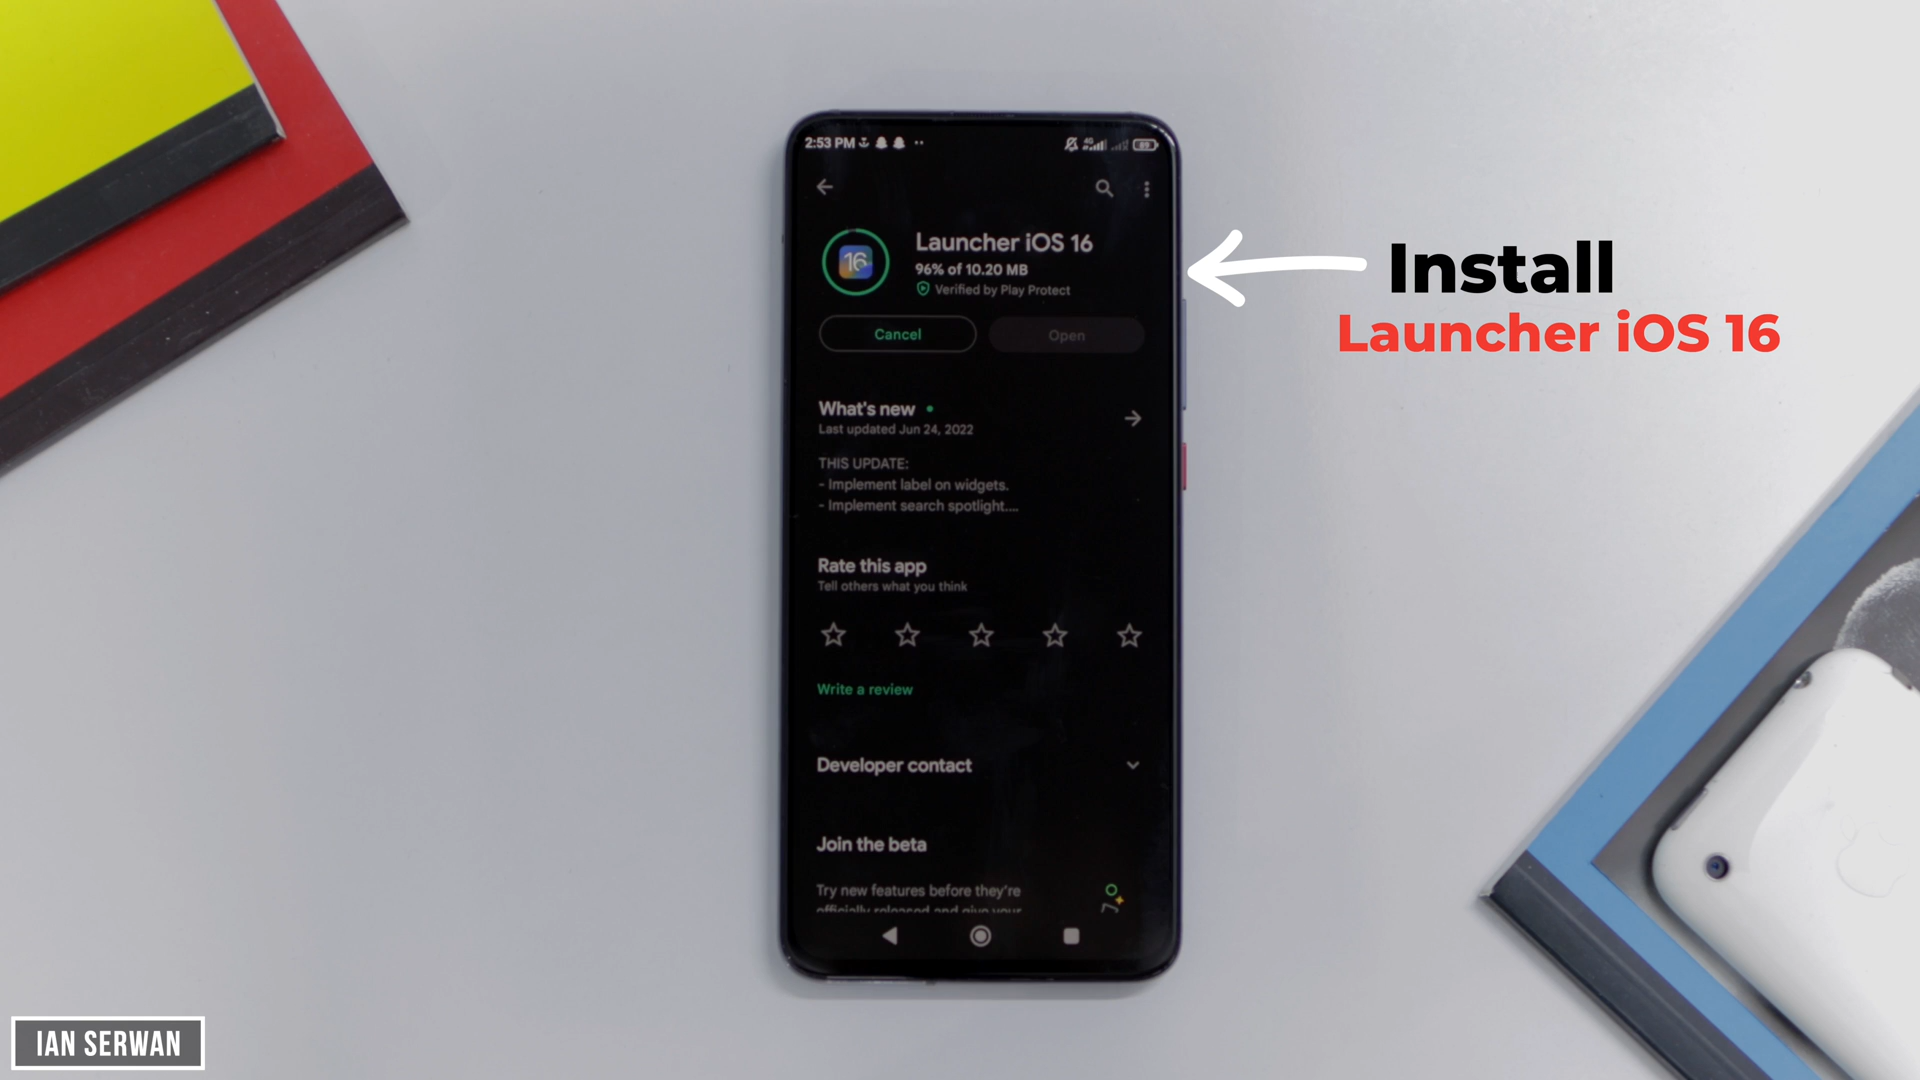 2:53 PM
4G
89
16
Launcher iOS 16
96% of 10.20 MB
Verified by Play Protect
Cancel
Open
What's new
Last updated Jun 24, 2022
THIS UPDATE:
- Implement label on widgets.
- Implement search spotlight....
Rate this app
Tell others what you think
Write a review
Developer contact
Join the beta
Try new features before they're
officially released and give your
Install
Launcher iOS 16
IAN SERWAN